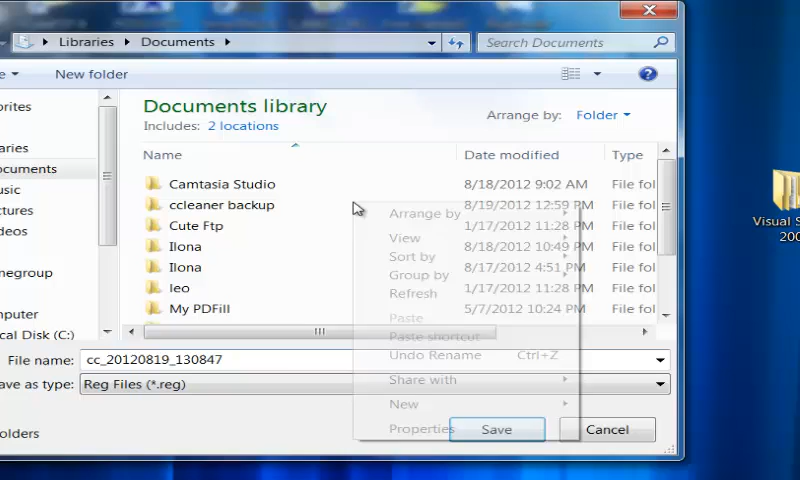 Libraries Documents Search Documents
e New folder
orites
Documents library
Includes: 2 locations
Arrange by: Folder
raries
Name Date modified Type
ocuments
Camtasia Studio 8/18/2012 9:02 AM File fol
usic
ccleaner backup 8/19/2012 12:59 PM File fol
ctures
Cute Ftp 1/17/2012 11:28 PM File fol
deos
Ilona 8/18/2012 10:49 PM File fol
Ilona 8/17/2012 4:51 PM File fol
megroup
leo 1/17/2012 11:28 PM File fol
My PDFill 5/7/2012 10:24 PM File fol
ocal Disk (C:)
Arrange by
View
Sort by
Group by
Refresh
Paste
Paste shortcut
Undo Rename Ctrl+Z
Share with
New
Properties
File name: cc_20120819_130847
ave as type: Reg Files (*.reg)
olders
Save Cancel
Visual S
200